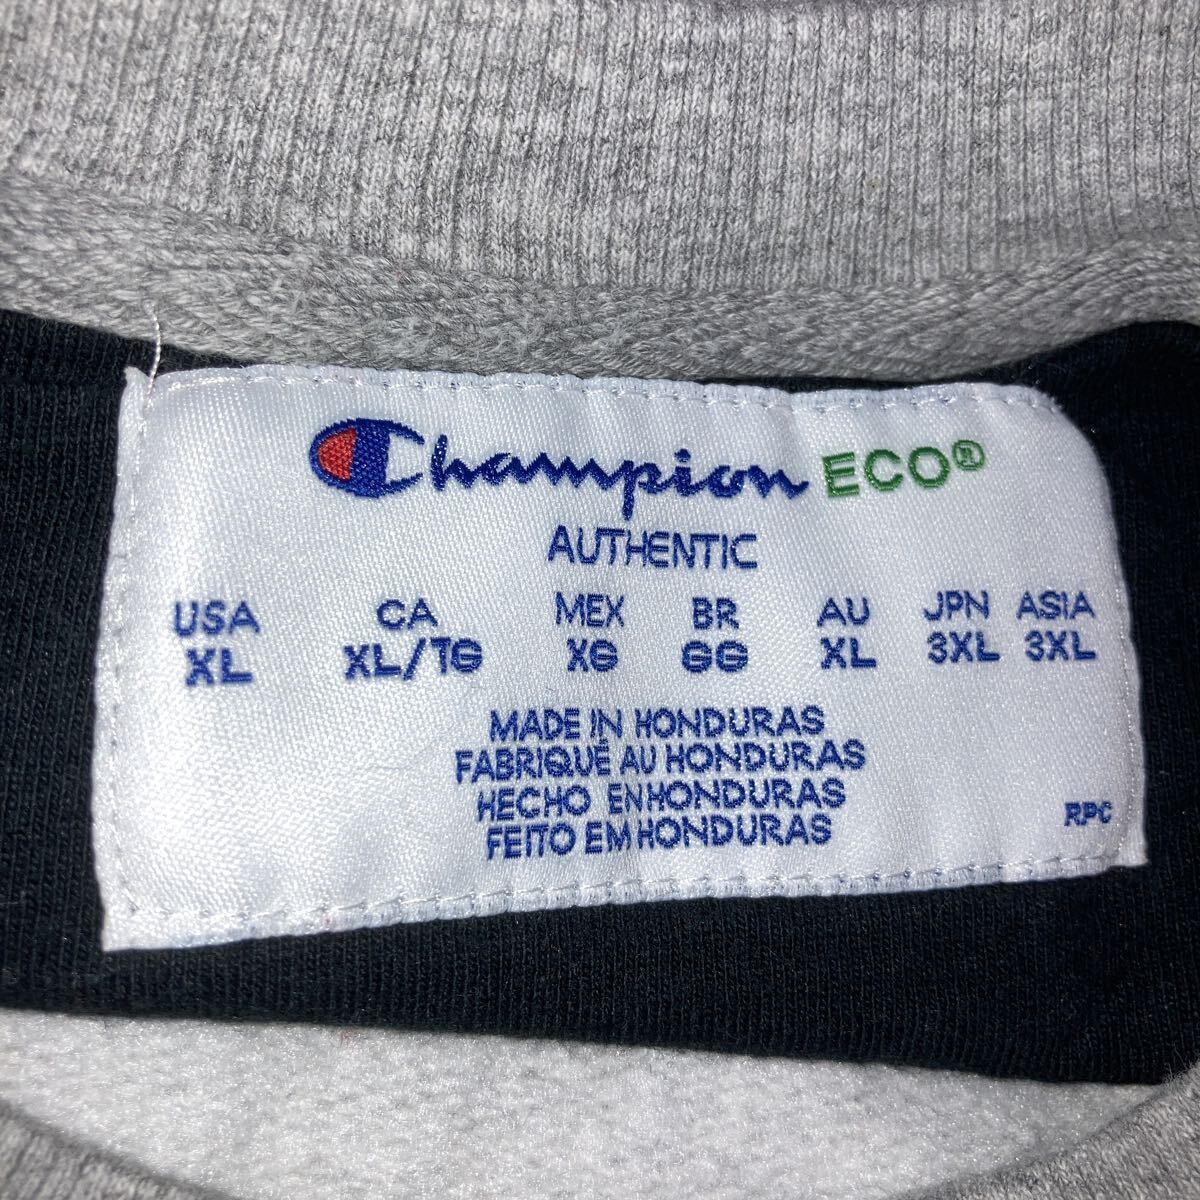 Champion ECO®
AUTHENTIC
USA CA MEX BR AU JPN ASIA
XL XL/TG XG GG XL 3XL 3XL
MADE IN HONDURAS
FABRIQUÉ AU HONDURAS
HECHO EN HONDURAS
FEITO EM HONDURAS
RPC